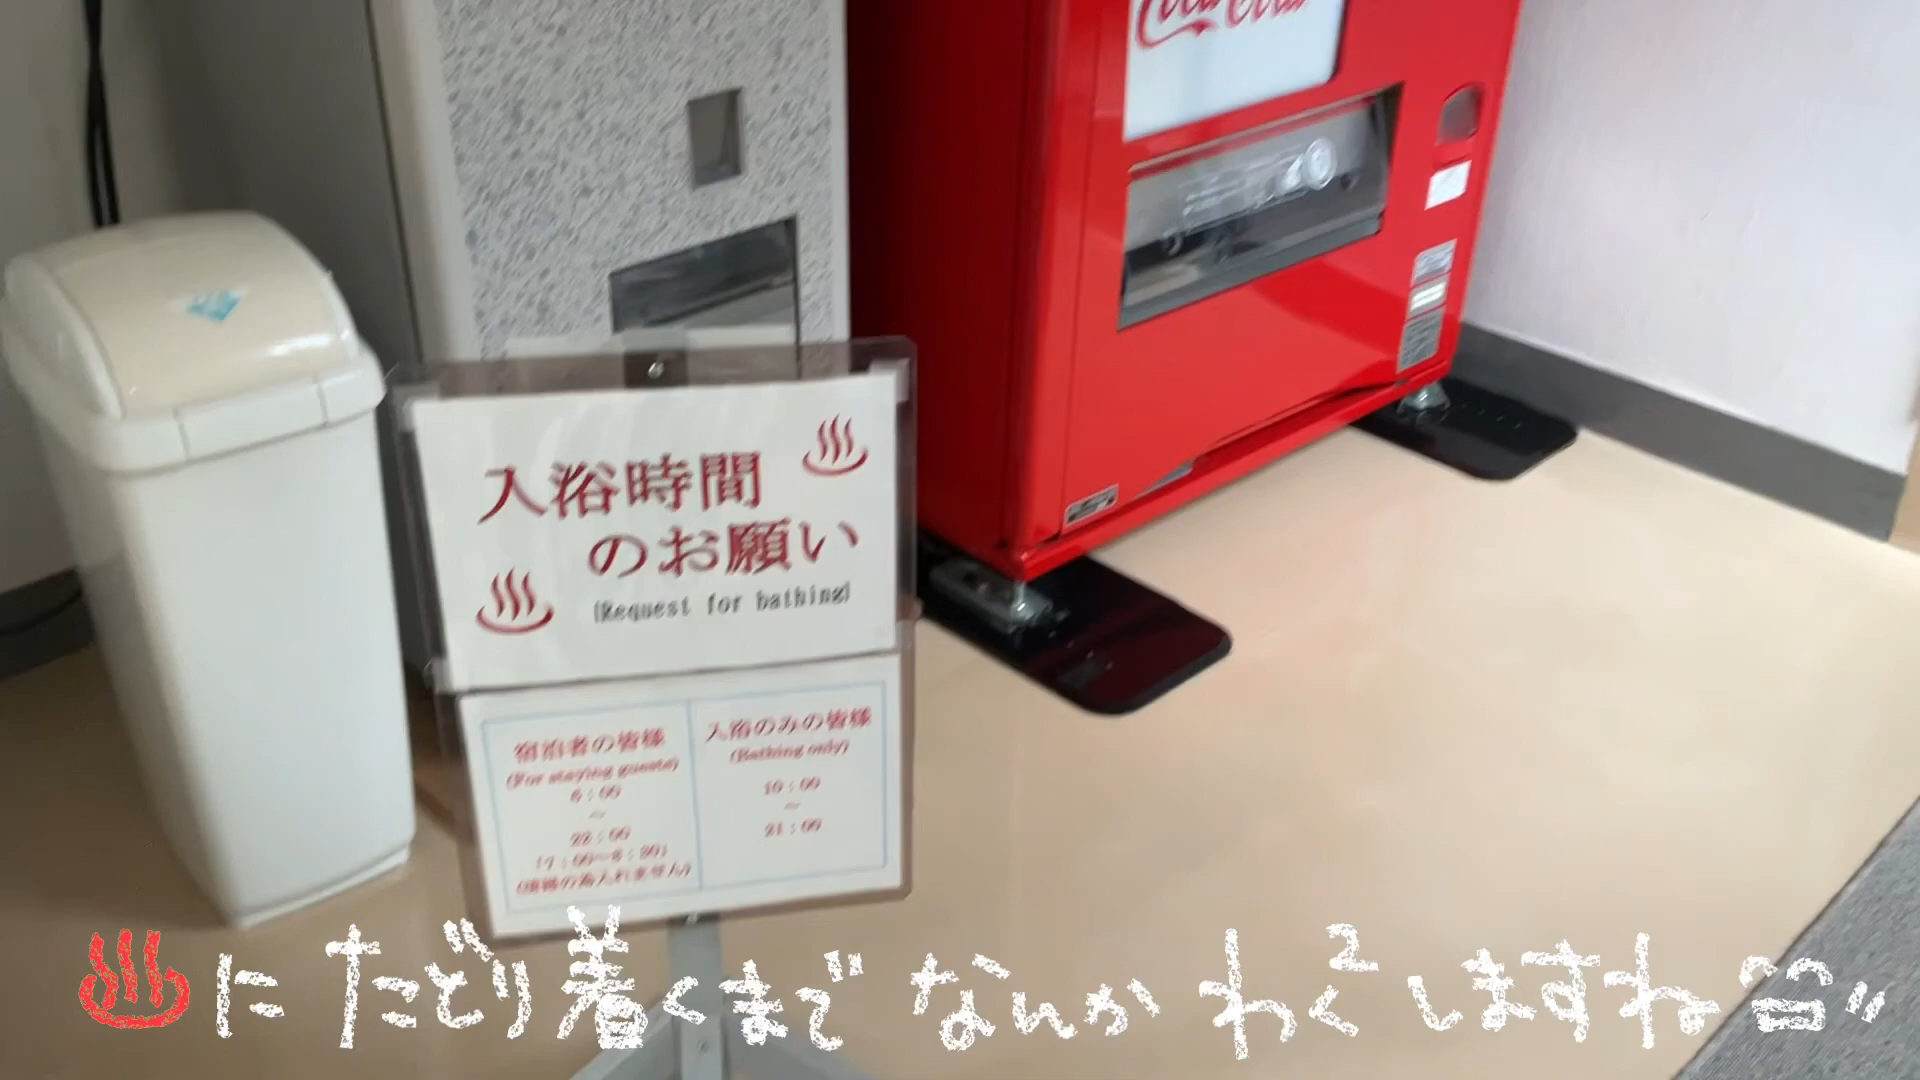 Coca-Cola
入浴時間
のお願い
(Request for bathing)
宿泊者の皆様
(For staying guests)
6:00
~
22:00
入浴のみの皆様
(Bathing only)
10:00
~
21:00
♨にたどり着くまでなんかわく²しますね